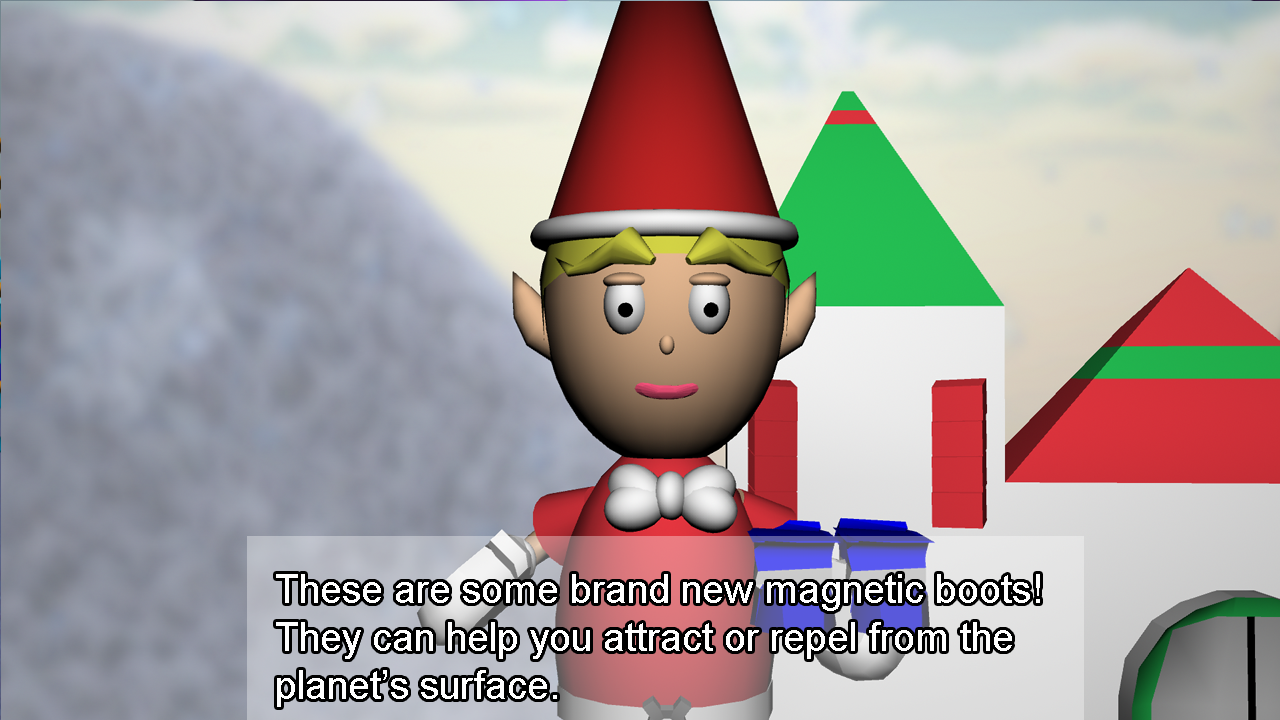 These are some brand new magnetic boots!
They can help you attract or repel from the
planet’s surface.